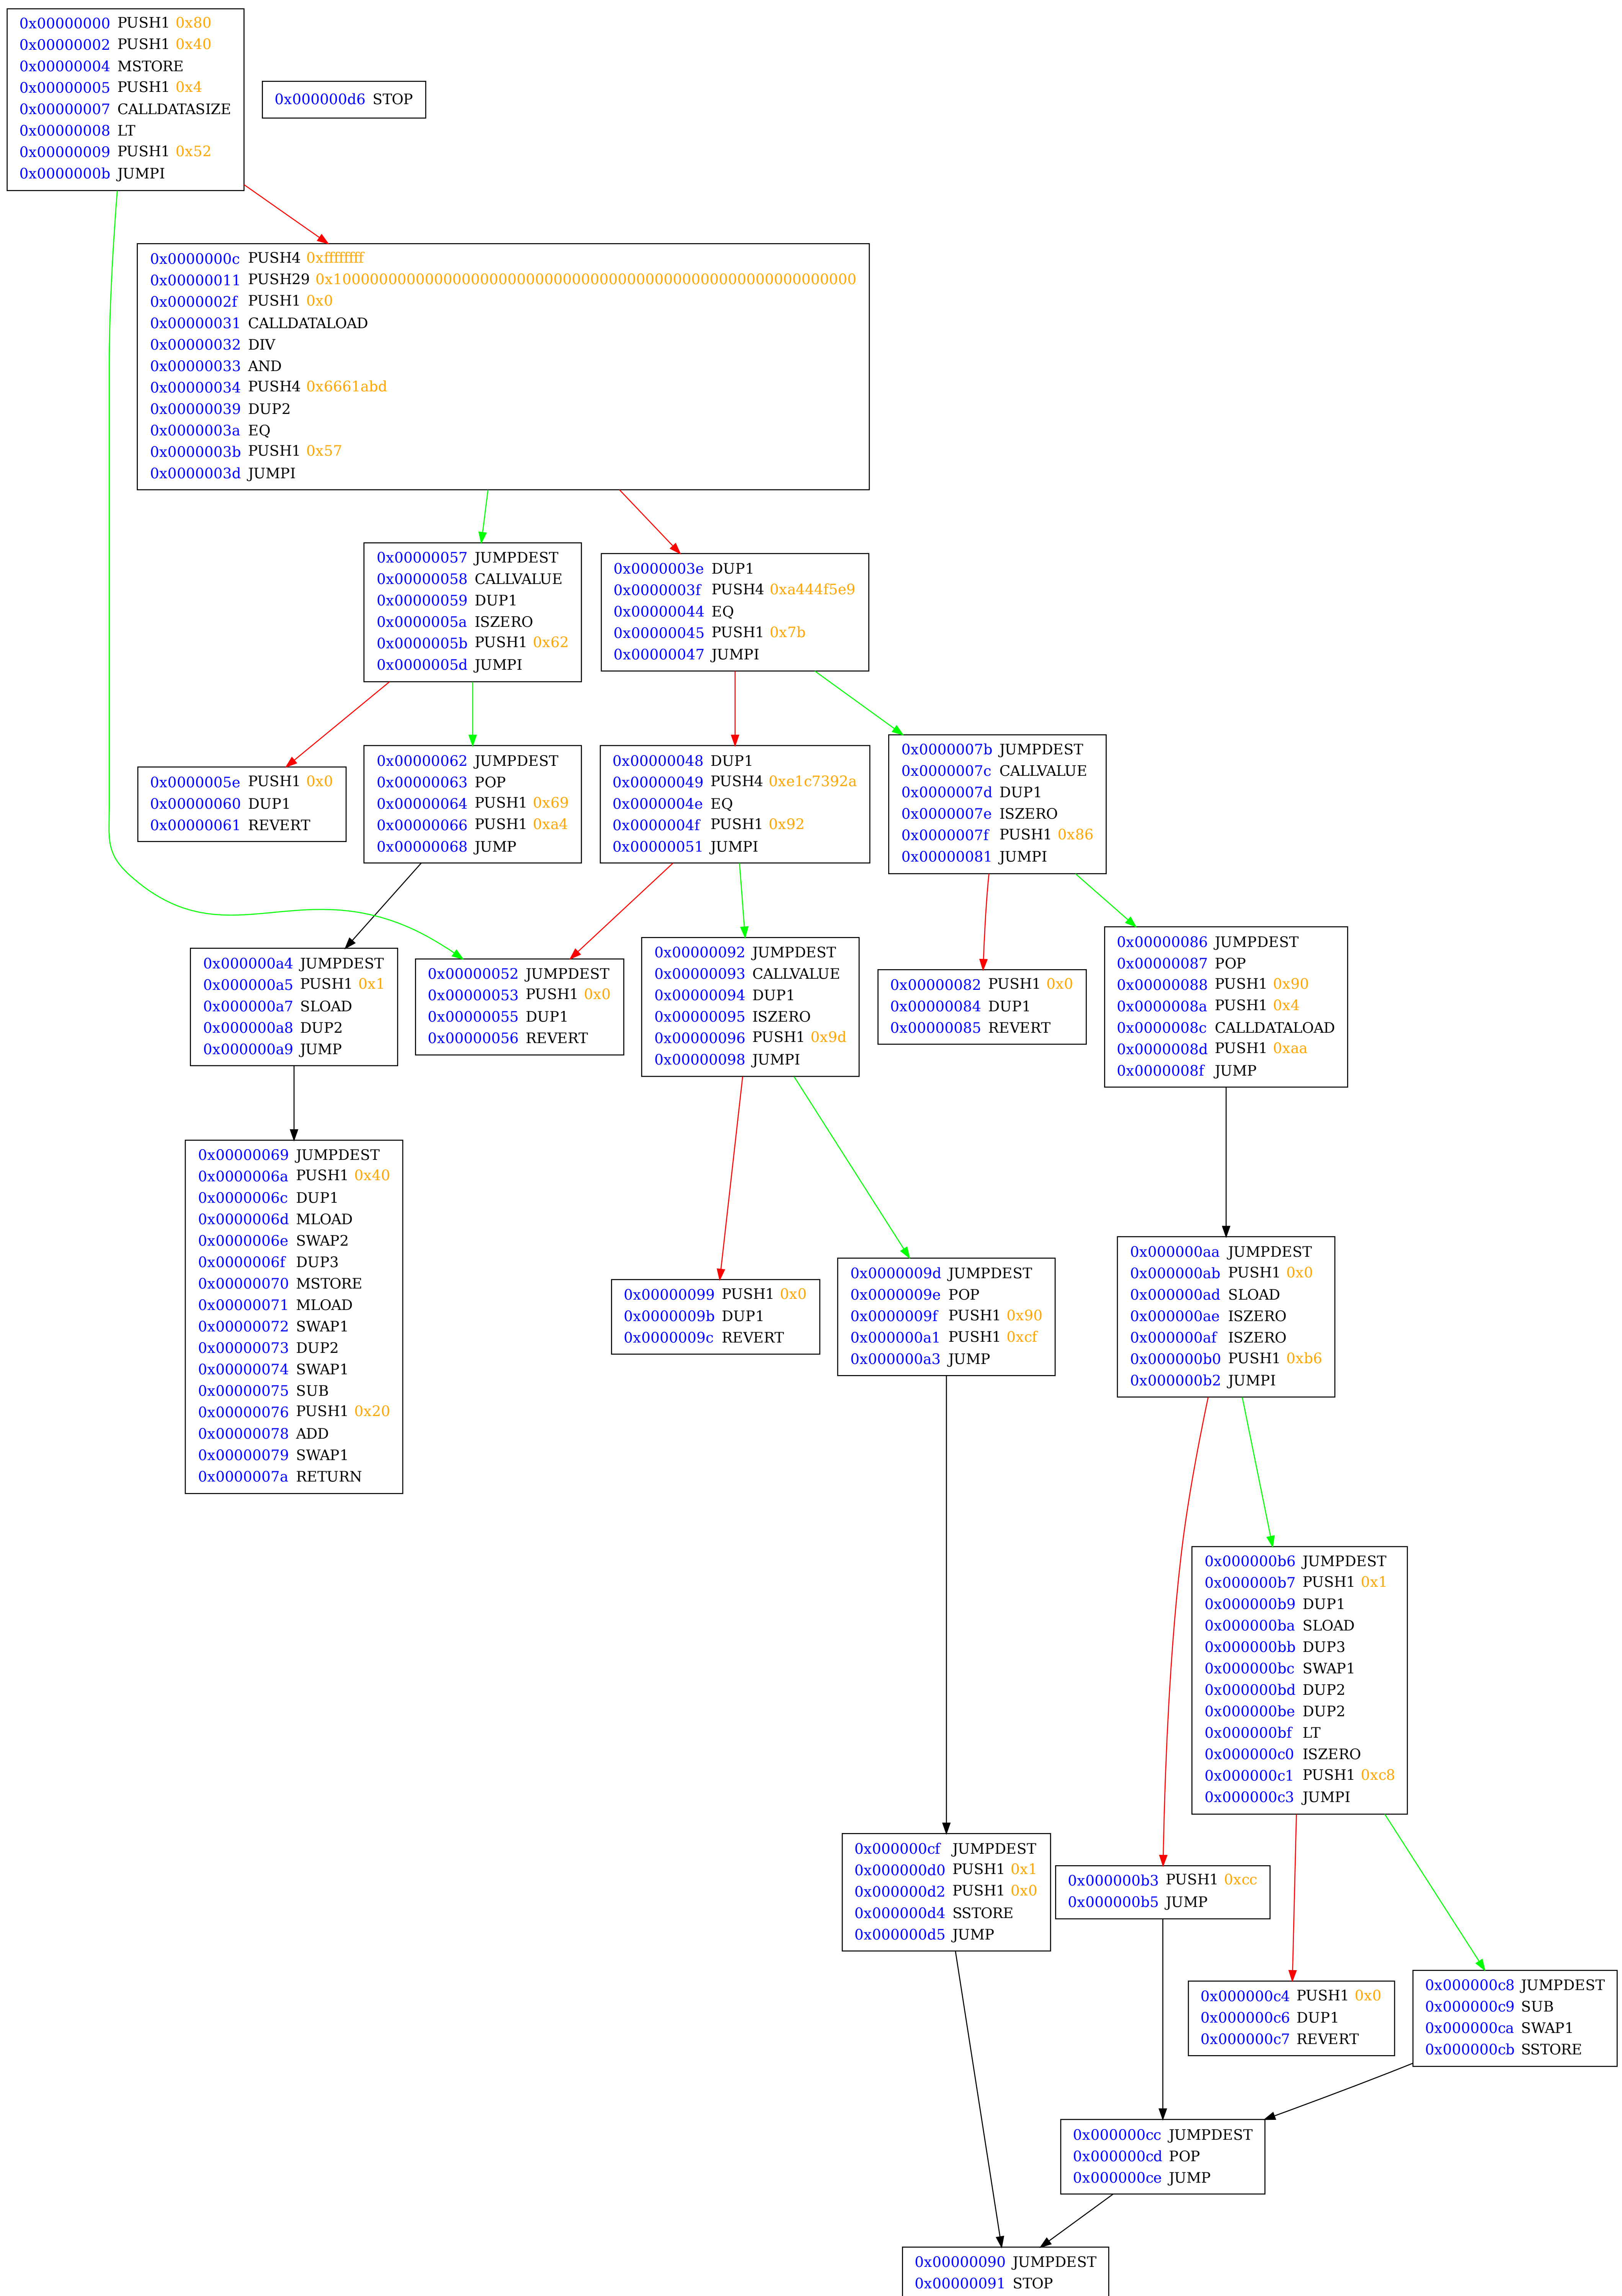 0x00000000 PUSH1 0x80
0x00000002 PUSH1 0x40
0x00000004 MSTORE
0x00000005 PUSH1 0x4
0x00000007 CALLDATASIZE
0x00000008 LT
0x00000009 PUSH1 0x52
0x0000000b JUMPI
0x000000d6 STOP
0x0000000c PUSH4 0xffffffff
0x00000011 PUSH29 0x100000000000000000000000000000000000000000000000000000000
0x0000002f PUSH1 0x0
0x00000031 CALLDATALOAD
0x00000032 DIV
0x00000033 AND
0x00000034 PUSH4 0x6661abd
0x00000039 DUP2
0x0000003a EQ
0x0000003b PUSH1 0x57
0x0000003d JUMPI
0x00000057 JUMPDEST
0x00000058 CALLVALUE
0x00000059 DUP1
0x0000005a ISZERO
0x0000005b PUSH1 0x62
0x0000005d JUMPI
0x0000003e DUP1
0x0000003f PUSH4 0xa444f5e9
0x00000044 EQ
0x00000045 PUSH1 0x7b
0x00000047 JUMPI
0x0000005e PUSH1 0x0
0x00000060 DUP1
0x00000061 REVERT
0x00000062 JUMPDEST
0x00000063 POP
0x00000064 PUSH1 0x69
0x00000066 PUSH1 0xa4
0x00000068 JUMP
0x00000048 DUP1
0x00000049 PUSH4 0xe1c7392a
0x0000004e EQ
0x0000004f PUSH1 0x92
0x00000051 JUMPI
0x0000007b JUMPDEST
0x0000007c CALLVALUE
0x0000007d DUP1
0x0000007e ISZERO
0x0000007f PUSH1 0x86
0x00000081 JUMPI
0x000000a4 JUMPDEST
0x000000a5 PUSH1 0x1
0x000000a7 SLOAD
0x000000a8 DUP2
0x000000a9 JUMP
0x00000052 JUMPDEST
0x00000053 PUSH1 0x0
0x00000055 DUP1
0x00000056 REVERT
0x00000092 JUMPDEST
0x00000093 CALLVALUE
0x00000094 DUP1
0x00000095 ISZERO
0x00000096 PUSH1 0x9d
0x00000098 JUMPI
0x00000082 PUSH1 0x0
0x00000084 DUP1
0x00000085 REVERT
0x00000086 JUMPDEST
0x00000087 POP
0x00000088 PUSH1 0x90
0x0000008a PUSH1 0x4
0x0000008c CALLDATALOAD
0x0000008d PUSH1 0xaa
0x0000008f JUMP
0x00000069 JUMPDEST
0x0000006a PUSH1 0x40
0x0000006c DUP1
0x0000006d MLOAD
0x0000006e SWAP2
0x0000006f DUP3
0x00000070 MSTORE
0x00000071 MLOAD
0x00000072 SWAP1
0x00000073 DUP2
0x00000074 SWAP1
0x00000075 SUB
0x00000076 PUSH1 0x20
0x00000078 ADD
0x00000079 SWAP1
0x0000007a RETURN
0x00000099 PUSH1 0x0
0x0000009b DUP1
0x0000009c REVERT
0x0000009d JUMPDEST
0x0000009e POP
0x0000009f PUSH1 0x90
0x000000a1 PUSH1 0xcf
0x000000a3 JUMP
0x000000aa JUMPDEST
0x000000ab PUSH1 0x0
0x000000ad SLOAD
0x000000ae ISZERO
0x000000af ISZERO
0x000000b0 PUSH1 0xb6
0x000000b2 JUMPI
0x000000b6 JUMPDEST
0x000000b7 PUSH1 0x1
0x000000b9 DUP1
0x000000ba SLOAD
0x000000bb DUP3
0x000000bc SWAP1
0x000000bd DUP2
0x000000be DUP2
0x000000bf LT
0x000000c0 ISZERO
0x000000c1 PUSH1 0xc8
0x000000c3 JUMPI
0x000000cf JUMPDEST
0x000000d0 PUSH1 0x1
0x000000d2 PUSH1 0x0
0x000000d4 SSTORE
0x000000d5 JUMP
0x000000b3 PUSH1 0xcc
0x000000b5 JUMP
0x000000c4 PUSH1 0x0
0x000000c6 DUP1
0x000000c7 REVERT
0x000000c8 JUMPDEST
0x000000c9 SUB
0x000000ca SWAP1
0x000000cb SSTORE
0x000000cc JUMPDEST
0x000000cd POP
0x000000ce JUMP
0x00000090 JUMPDEST
0x00000091 STOP